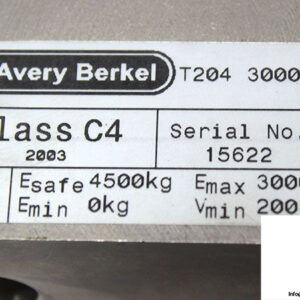 Avery Berkel T204 3000
lass C4 Serial No.
2003 15622
Esafe 4500kg Emax 300
Emin 0kg Vmin 200